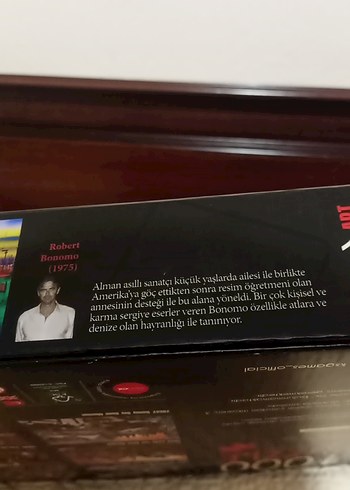 Robert
Bonomo
(1975)
Alman asıllı sanatçı küçük yaşlarda ailesi ile birlikte
Amerika'ya göç ettikten sonra resim öğretmeni olan
annesinin desteği ile bu alana yöneldi. Bir çok kişisel ve
karma sergiye eserler veren Bonomo özellikle atlara ve
denize olan hayranlığı ile tanınıyor.
ART